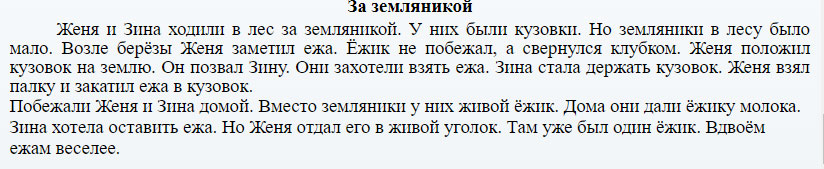 За земляникой
Женя и Зина ходили в лес за земляникой. У них были кузовки. Но земляники в лесу было
мало. Возле берёзы Женя заметил ежа. Ёжик не побежал, а свернулся клубком. Женя положил
кузовок на землю. Он позвал Зину. Они захотели взять ежа. Зина стала держать кузовок. Женя взял
палку и закатил ежа в кузовок.
Побежали Женя и Зина домой. Вместо земляники у них живой ёжик. Дома они дали ёжику молока.
Зина хотела оставить ежа. Но Женя отдал его в живой уголок. Там уже был один ёжик. Вдвоём
ежам веселее.